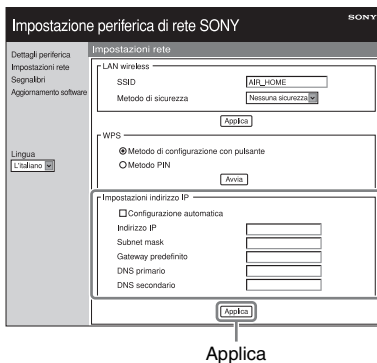 Impostazione periferica di rete SONY
SONY
Dettagli periferica
Impostazioni rete
Segnalibri
Aggiornamento software
Lingua
L'italiano
Impostazioni rete
LAN wireless
SSID AIR_HOME
Metodo di sicurezza Nessuna sicurezza
Applica
WPS
Metodo di configurazione con pulsante
Metodo PIN
Avvia
Impostazioni indirizzo IP
Configurazione automatica
Indirizzo IP
Subnet mask
Gateway predefinito
DNS primario
DNS secondario
Applica
Applica